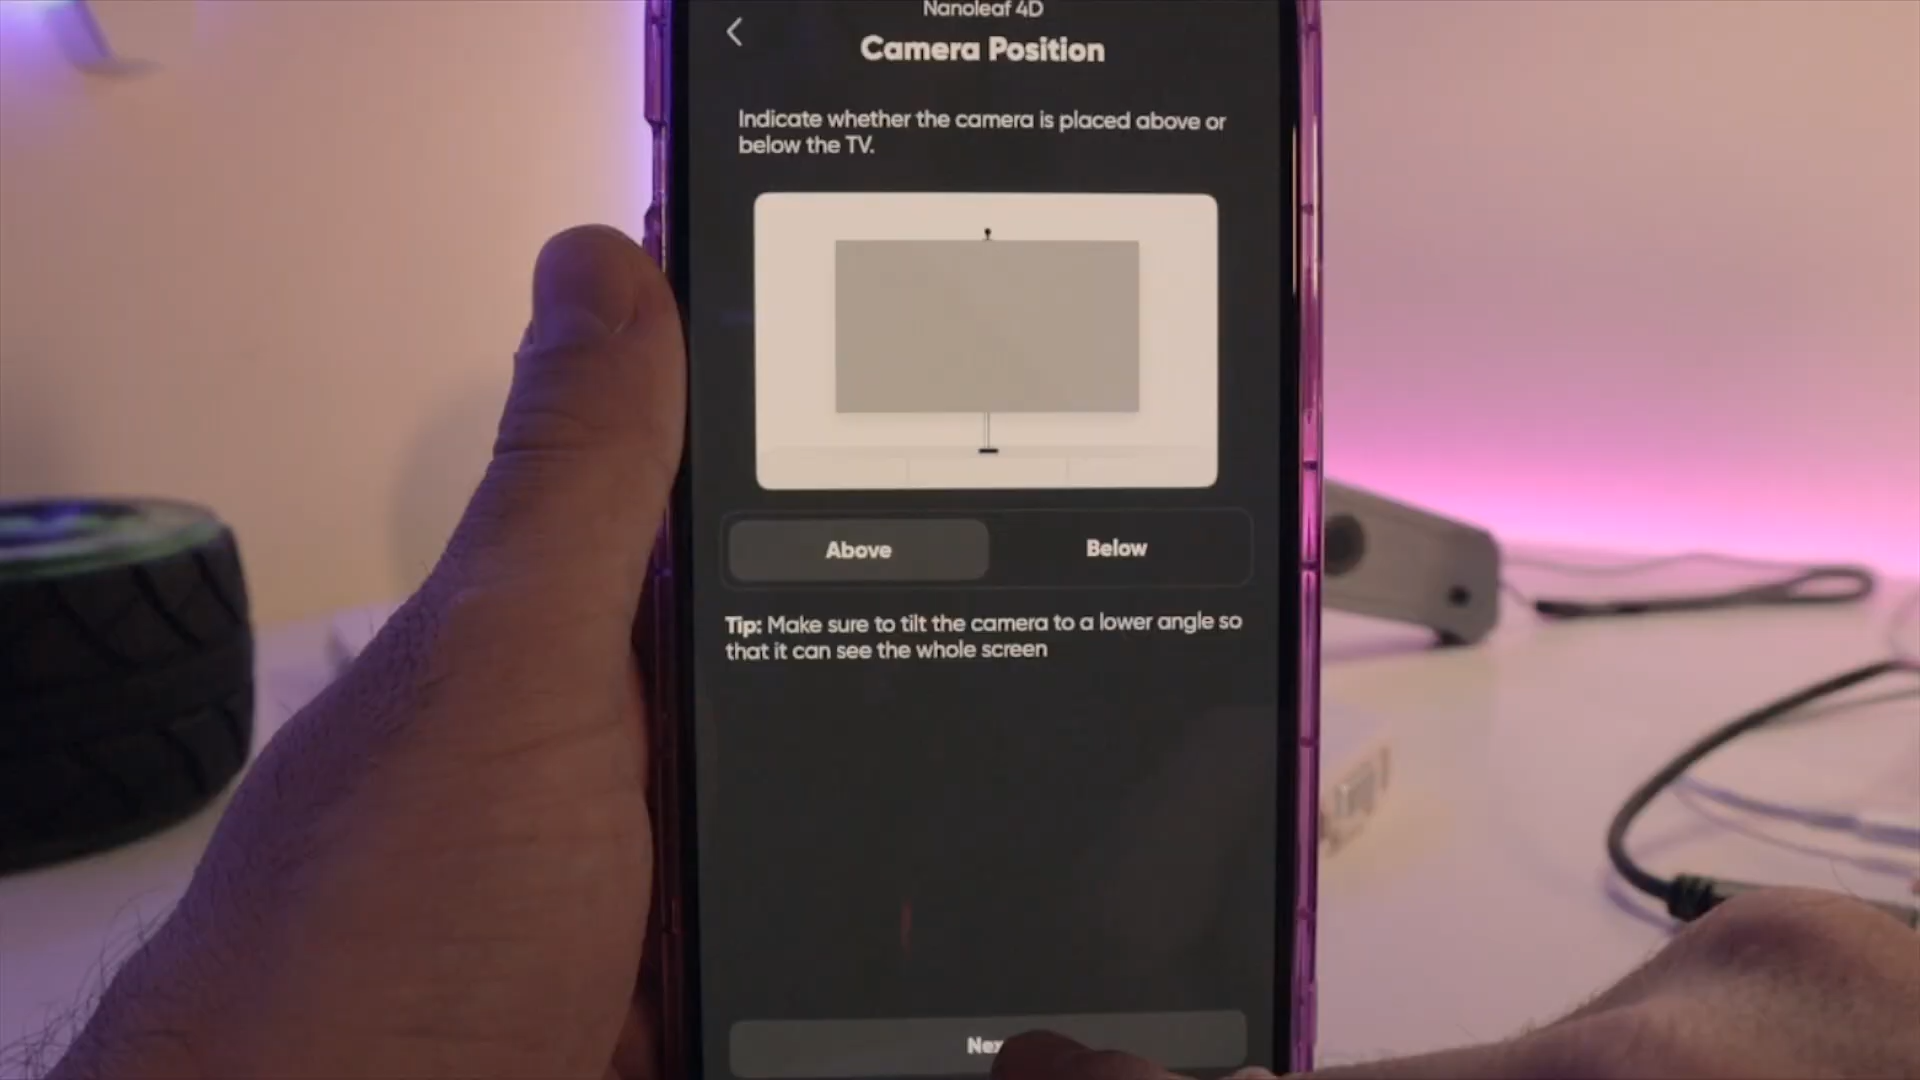 Nanoleaf 4D
Camera Position
Indicate whether the camera is placed above or
below the TV.
Above
Below
Tip: Make sure to tilt the camera to a lower angle so
that it can see the whole screen